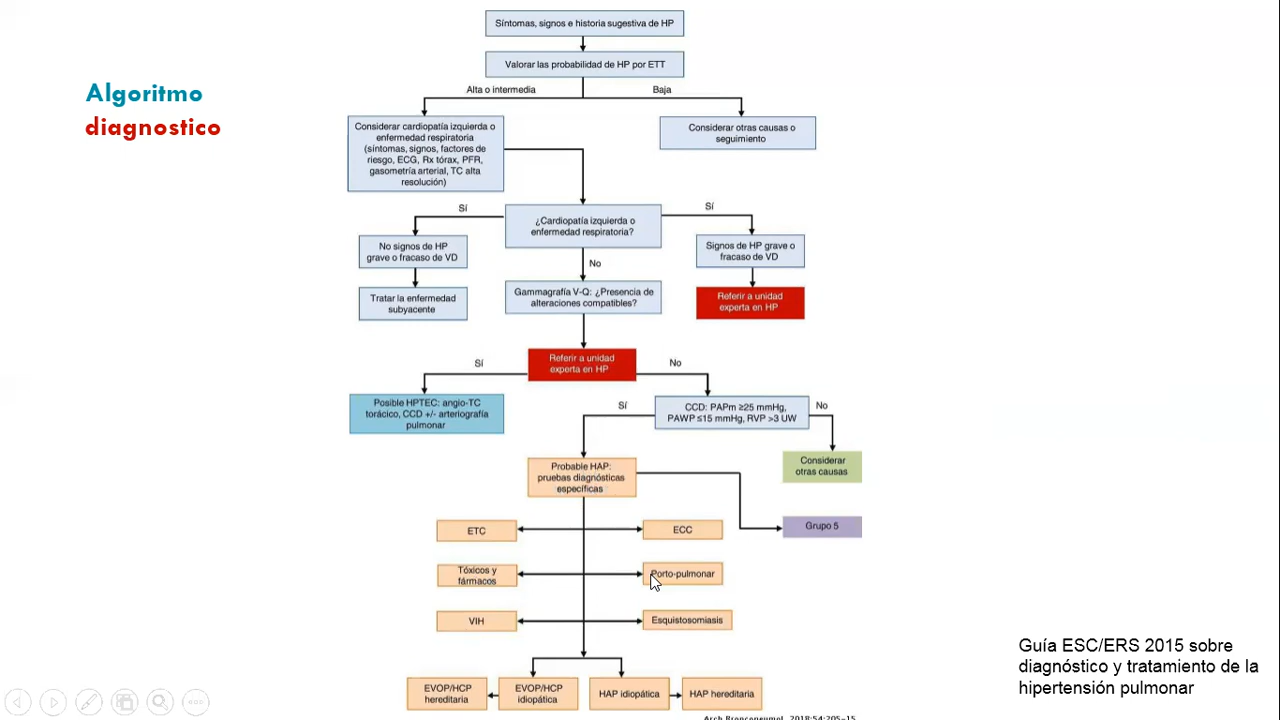 Algoritmo
diagnostico
Síntomas, signos e historia sugestiva de HP
Valorar las probabilidad de HP por ETT
Alta o intermedia
Baja
Considerar cardiopatía izquierda o
enfermedad respiratoria
(síntomas, signos, factores de
riesgo, ECG, Rx tórax, PFR,
gasometría arterial, TC alta
resolución)
Considerar otras causas o
seguimiento
Sí
¿Cardiopatía izquierda o
enfermedad respiratoria?
Sí
No signos de HP
grave o fracaso de VD
Signos de HP grave o
fracaso de VD
No
Tratar la enfermedad
subyacente
Gammagrafía V-Q: ¿Presencia de
alteraciones compatibles?
Referir a unidad
experta en HP
Sí
Referir a unidad
experta en HP
No
Posible HPTEC: angio-TC
torácico, CCD +/- arteriografía
pulmonar
Sí
CCD: PAPm ≥25 mmHg,
PAWP ≤15 mmHg, RVP >3 UW
No
Probable HAP:
pruebas diagnósticas
específicas
Considerar
otras causas
Grupo 5
ETC
ECC
Tóxicos y
fármacos
Porto-pulmonar
VIH
Esquistosomiasis
EVOP/HCP
hereditaria
EVOP/HCP
idiopática
HAP idiopática
HAP hereditaria
Guía ESC/ERS 2015 sobre
diagnóstico y tratamiento de la
hipertensión pulmonar
Arch Bronconeumol. 2018;54:205-15